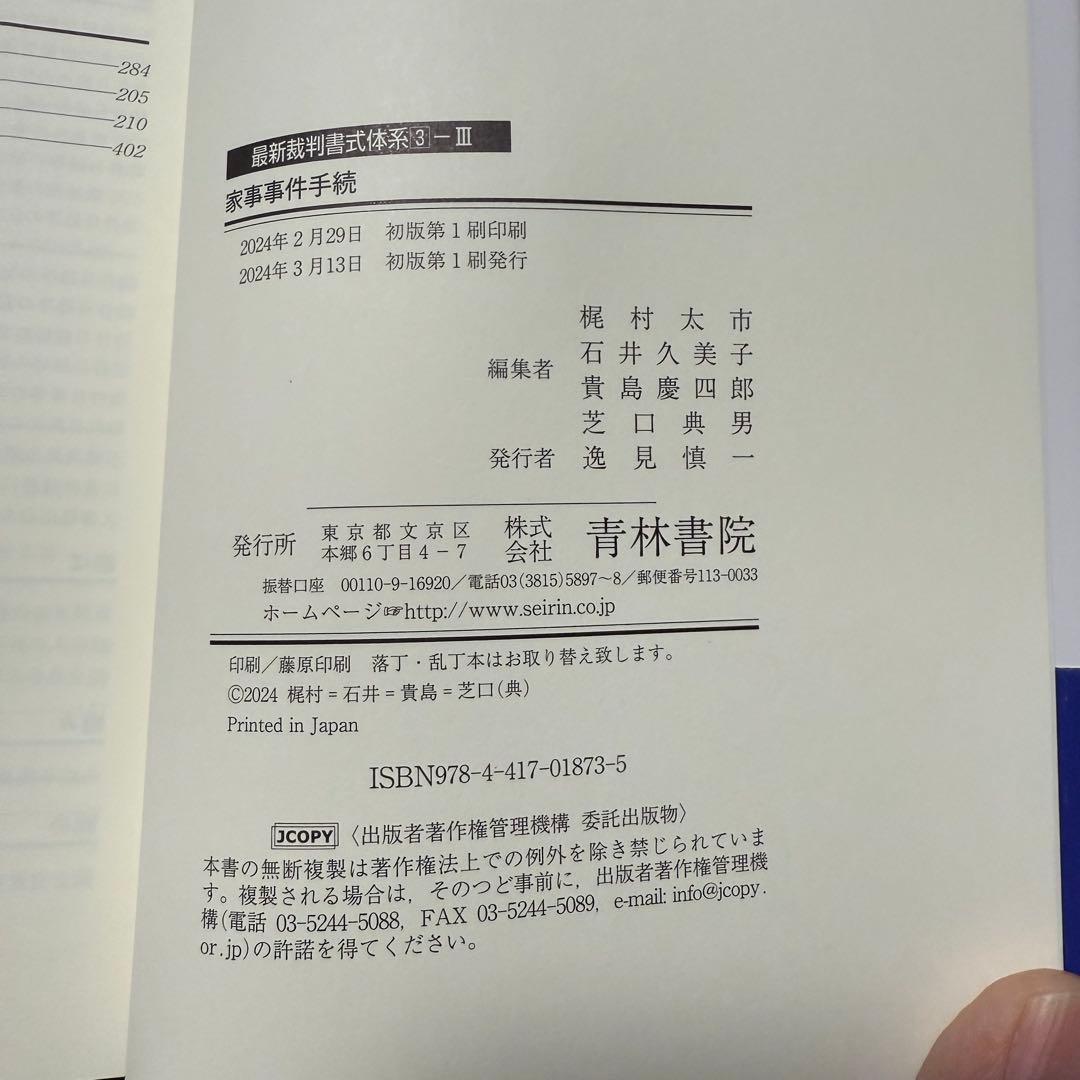 284
205
210
402
最新裁判書式体系3－Ⅲ
家事事件手続
2024年2月29日　初版第1刷印刷
2024年3月13日　初版第1刷発行
編集者
梶村太市
石井久美子
貴島慶四郎
芝口典男
発行者　逸見慎一
発行所　東京都文京区本郷6丁目4－7　株式会社　青林書院
振替口座　00110-9-16920／電話03(3815)5897〜8／郵便番号113-0033
ホームページ☞http://www.seirin.co.jp
印刷／藤原印刷　落丁・乱丁本はお取り替え致します。
©2024 梶村＝石井＝貴島＝芝口(典)
Printed in Japan
ISBN978-4-417-01873-5
JCOPY〈出版者著作権管理機構 委託出版物〉
本書の無断複製は著作権法上での例外を除き禁じられていま
す。複製される場合は，そのつど事前に，出版者著作権管理機
構(電話 03-5244-5088，FAX 03-5244-5089，e-mail: info@jcopy.
or.jp)の許諾を得てください。